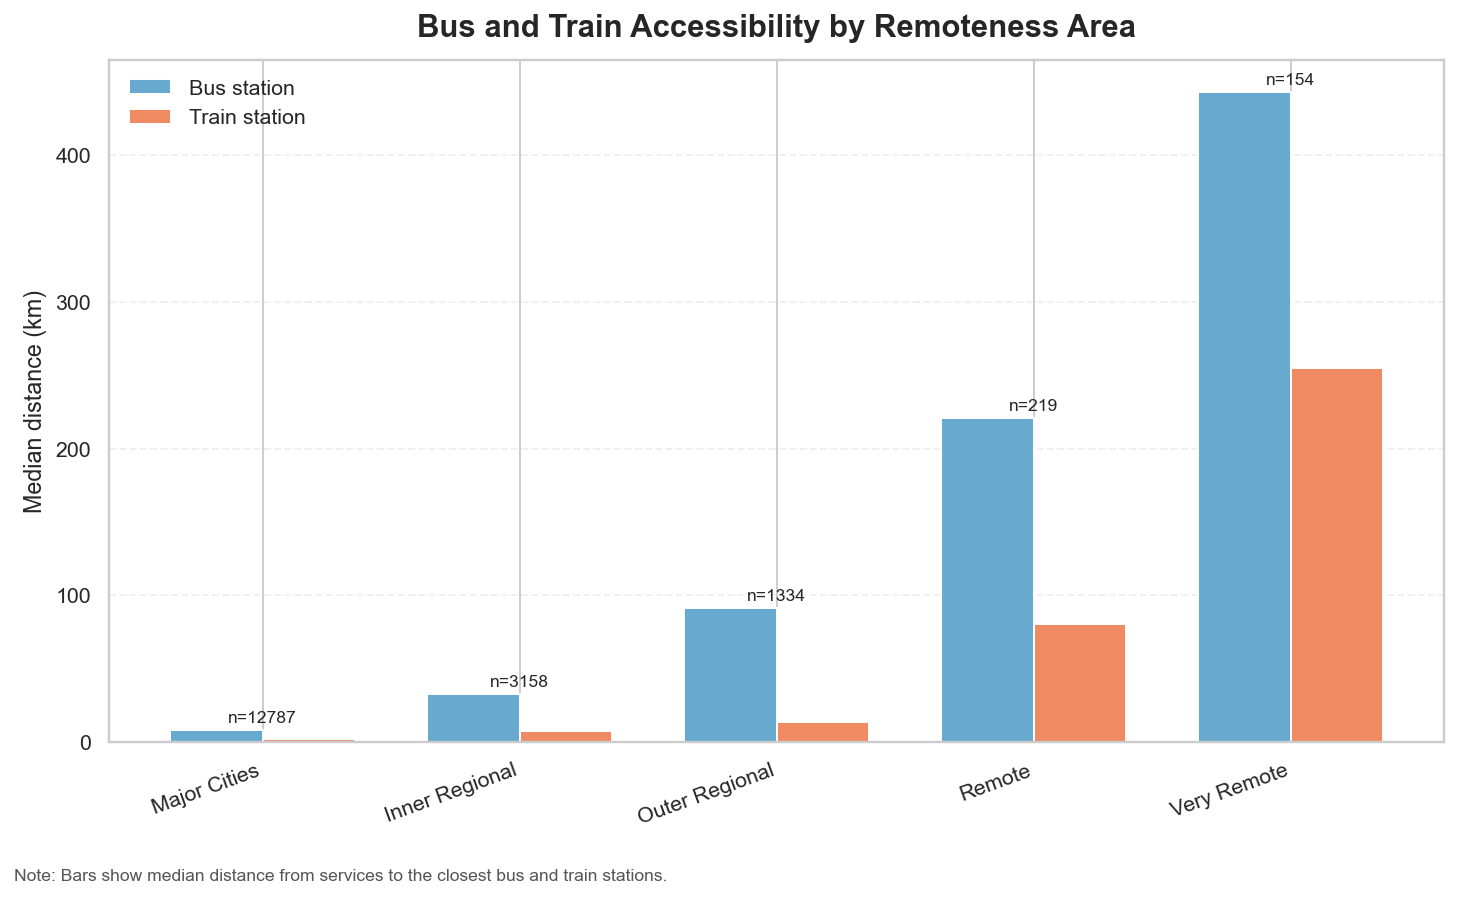 Bus and Train Accessibility by Remoteness Area
Bus station
Train station
Median distance (km)
400
300
200
100
0
n=12787
n=3158
n=1334
n=219
n=154
Major Cities
Inner Regional
Outer Regional
Remote
Very Remote
Note: Bars show median distance from services to the closest bus and train stations.